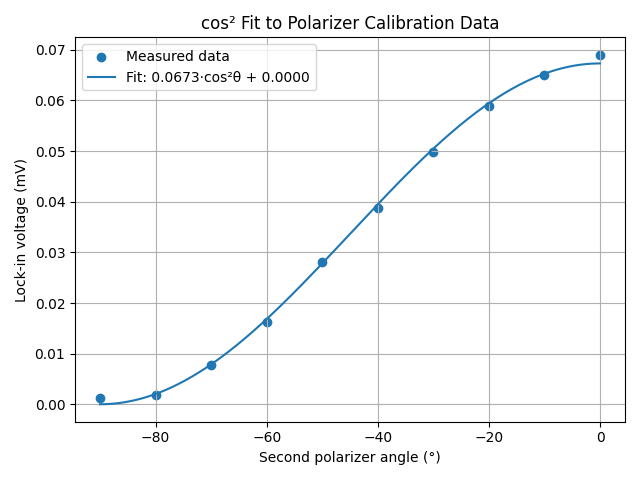 cos² Fit to Polarizer Calibration Data
Measured data
Fit: 0.0673·cos²θ + 0.0000
Lock-in voltage (mV)
0.07
0.06
0.05
0.04
0.03
0.02
0.01
0.00
−80
−60
−40
−20
0
Second polarizer angle (°)